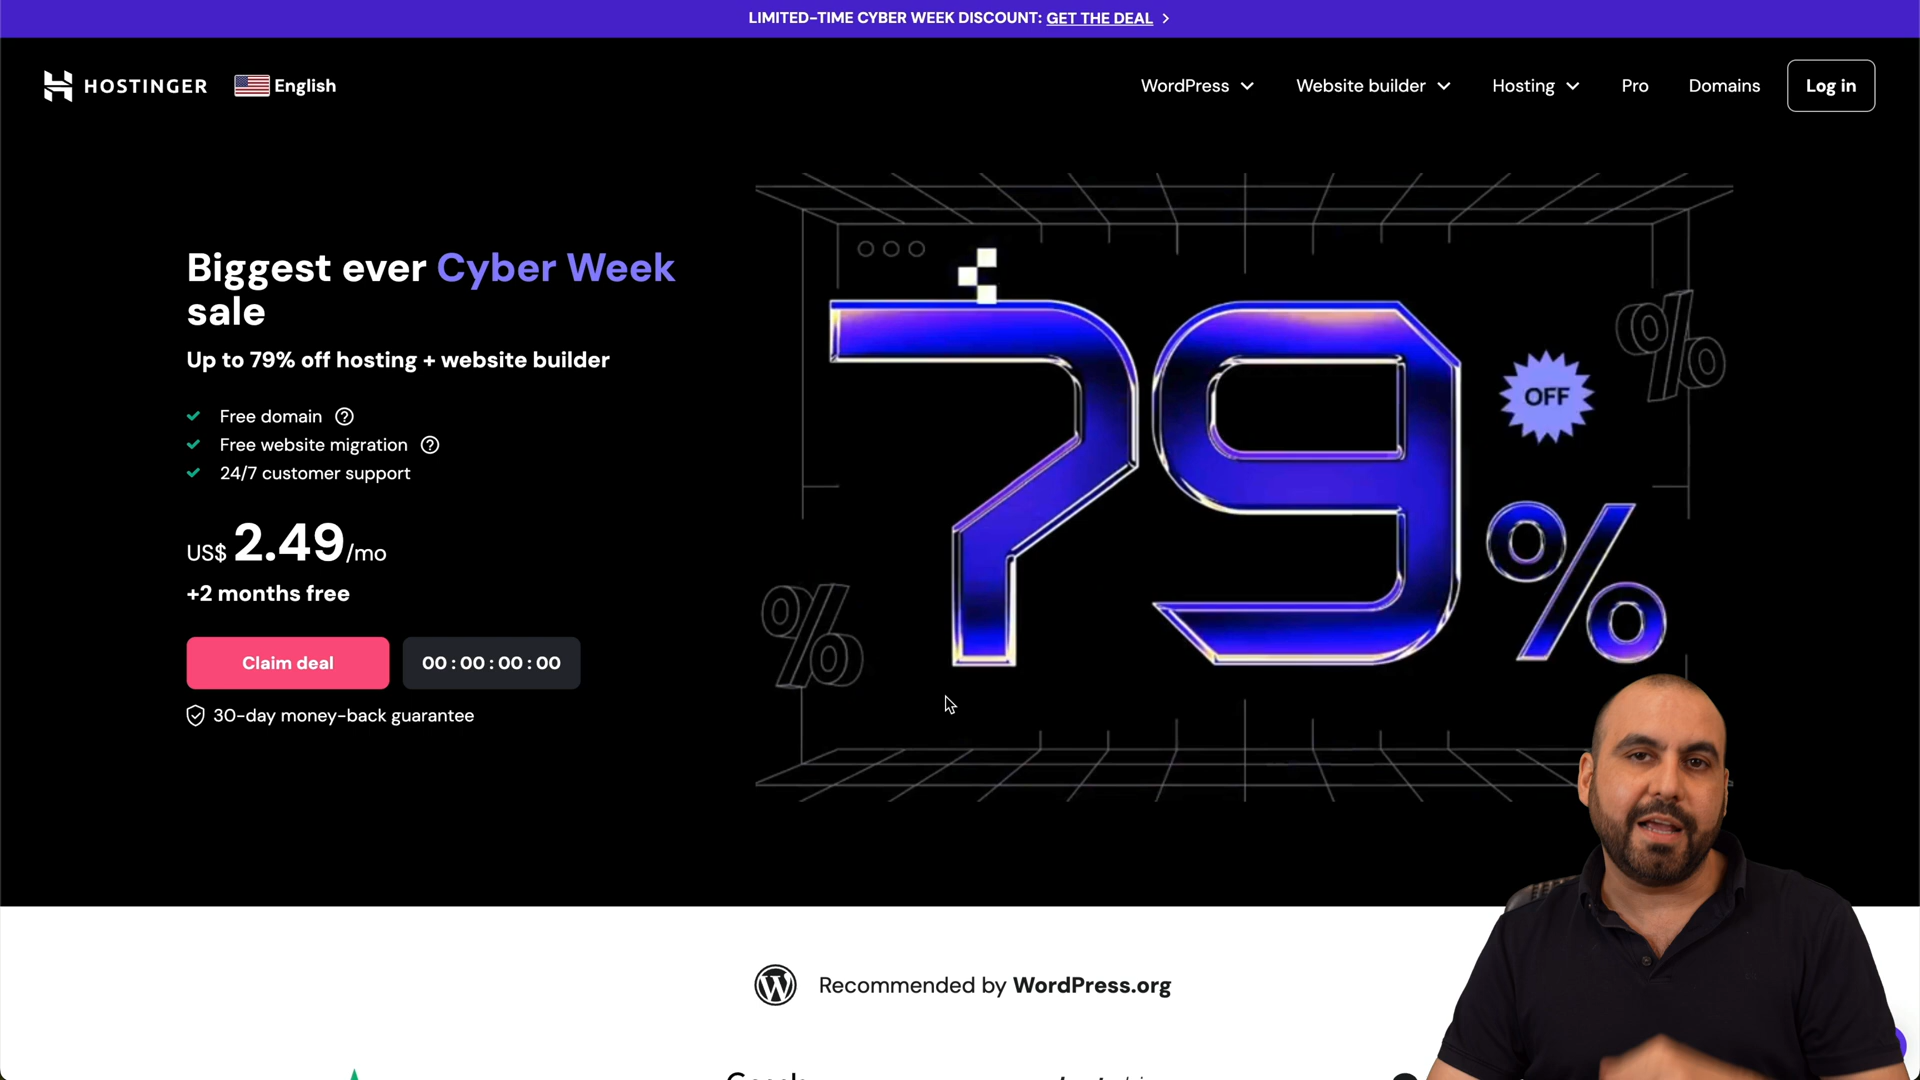 LIMITED-TIME CYBER WEEK DISCOUNT: GET THE DEAL
HOSTINGER
English
WordPress
Website builder
Hosting
Pro
Domains
Log in
Biggest ever Cyber Week
sale
Up to 79% off hosting + website builder
Free domain
Free website migration
24/7 customer support
US$ 2.49/mo
+2 months free
Claim deal
00 : 00 : 00 : 00
30-day money-back guarantee
79%
OFF
%
%
Recommended by WordPress.org